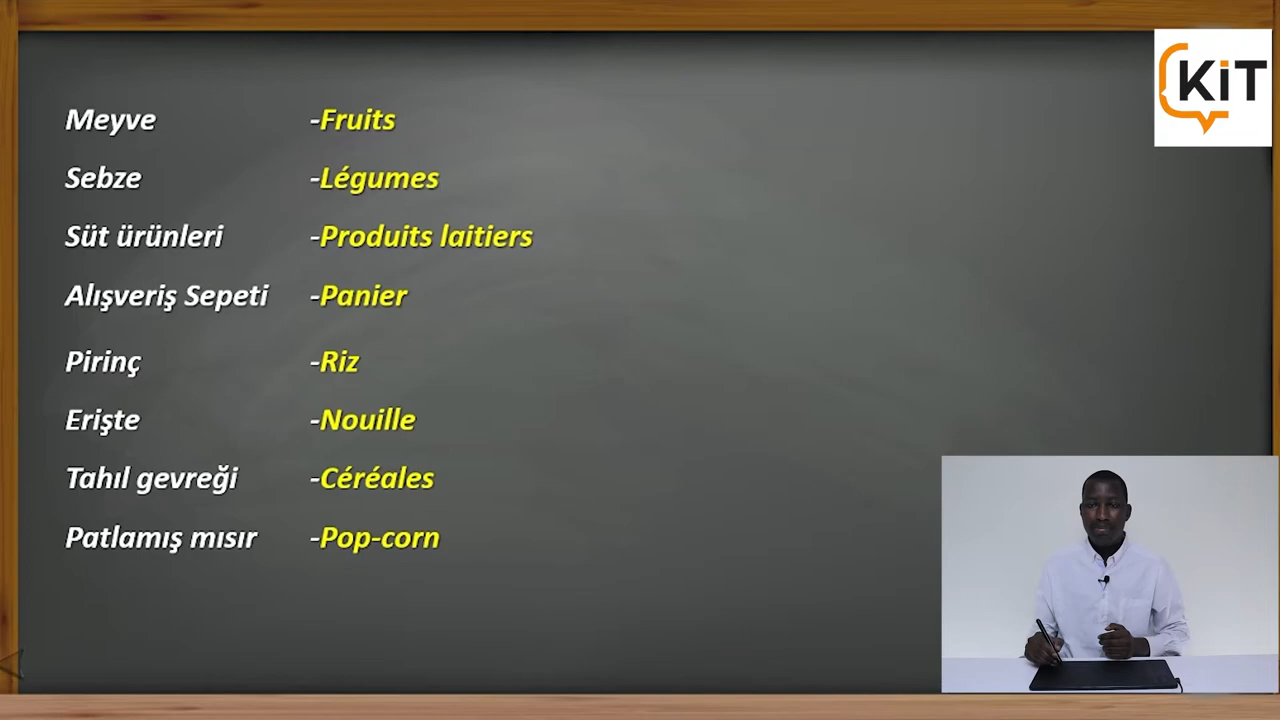 KiT
Meyve -Fruits
Sebze -Légumes
Süt ürünleri -Produits laitiers
Alışveriş Sepeti -Panier
Pirinç -Riz
Erişte -Nouille
Tahıl gevreği -Céréales
Patlamış mısır -Pop-corn